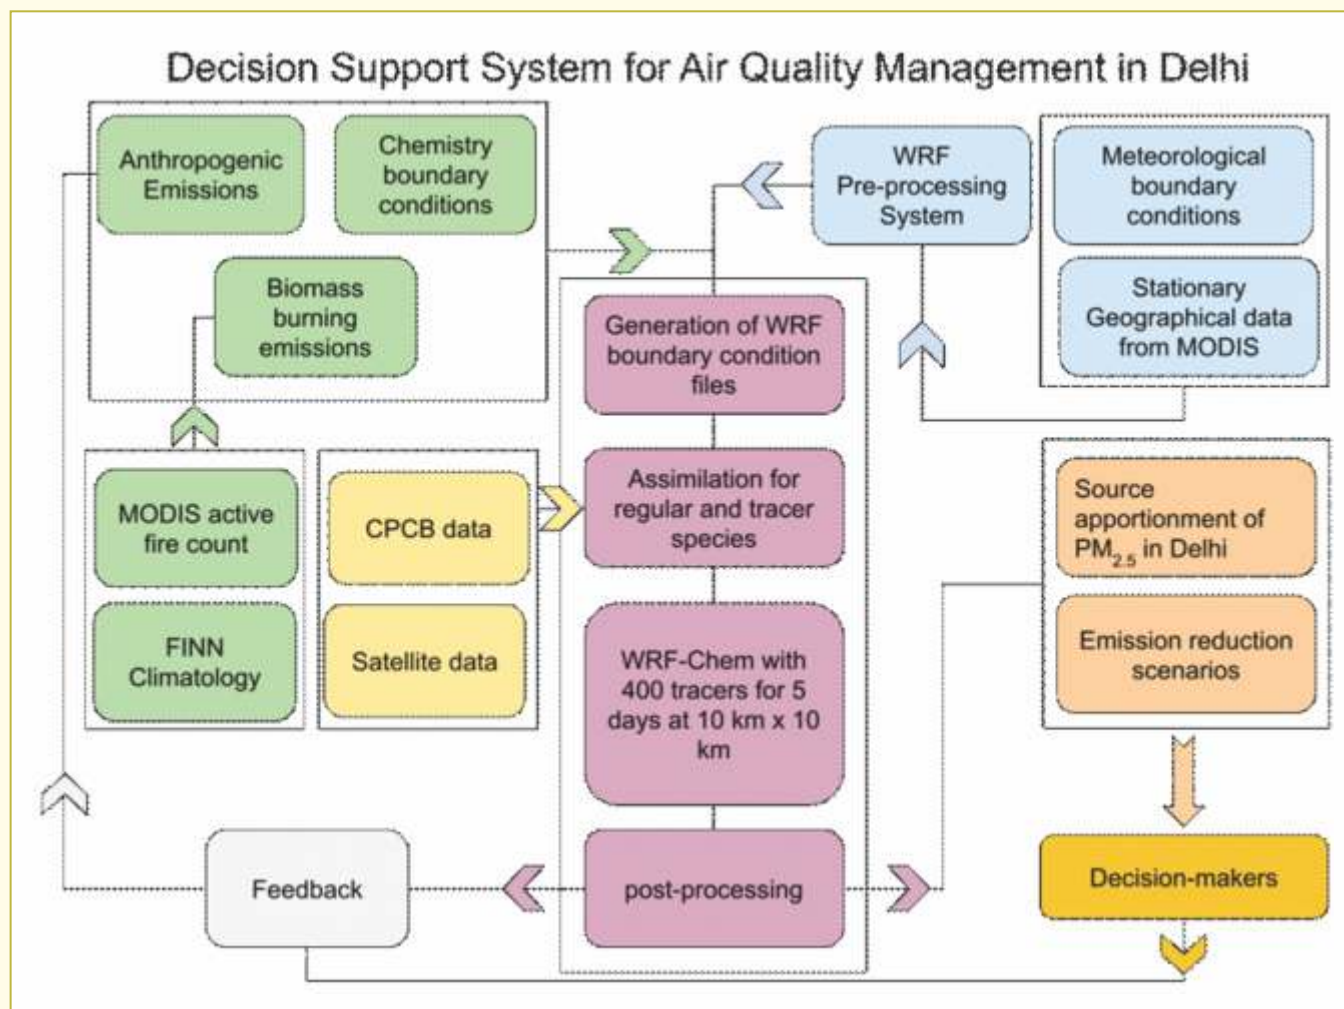 Decision Support System for Air Quality Management in Delhi
Anthropogenic
Emissions
Chemistry
boundary
conditions
Biomass
burning
emissions
WRF
Pre-processing
System
Meteorological
boundary
conditions
Stationary
Geographical data
from MODIS
Generation of WRF
boundary condition
files
MODIS active
fire count
FINN
Climatology
CPCB data
Satellite data
Assimilation for
regular and tracer
species
WRF-Chem with
400 tracers for 5
days at 10 km x 10
km
Source
apportionment of
PM2.5 in Delhi
Emission reduction
scenarios
Feedback
post-processing
Decision-makers